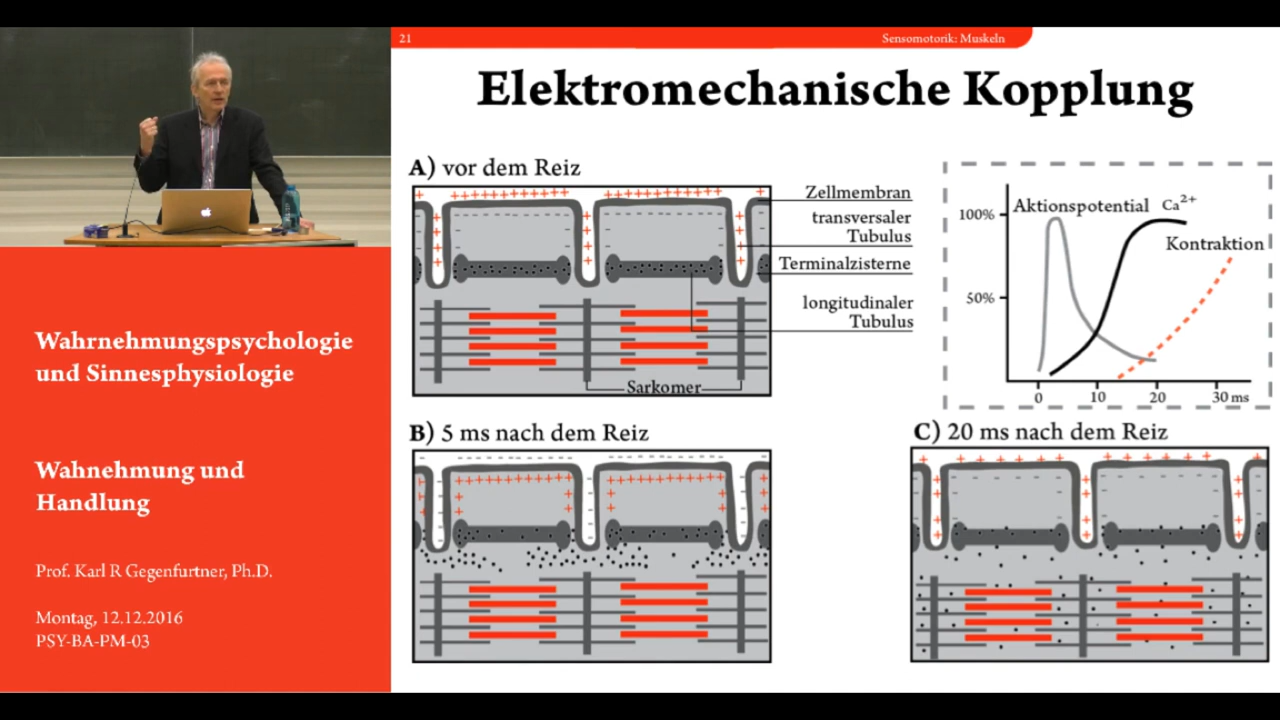 Wahrnehmungspsychologie
und Sinnesphysiologie
Wahnehmung und
Handlung
Prof. Karl R Gegenfurtner, Ph.D.
Montag, 12.12.2016
PSY-BA-PM-03
21
Sensomotorik: Muskeln
Elektromechanische Kopplung
A) vor dem Reiz
Zellmembran
transversaler
Tubulus
Terminalzisterne
longitudinaler
Tubulus
Sarkomer
100%
50%
Aktionspotential
Ca2+
Kontraktion
0 10 20 30 ms
B) 5 ms nach dem Reiz
C) 20 ms nach dem Reiz